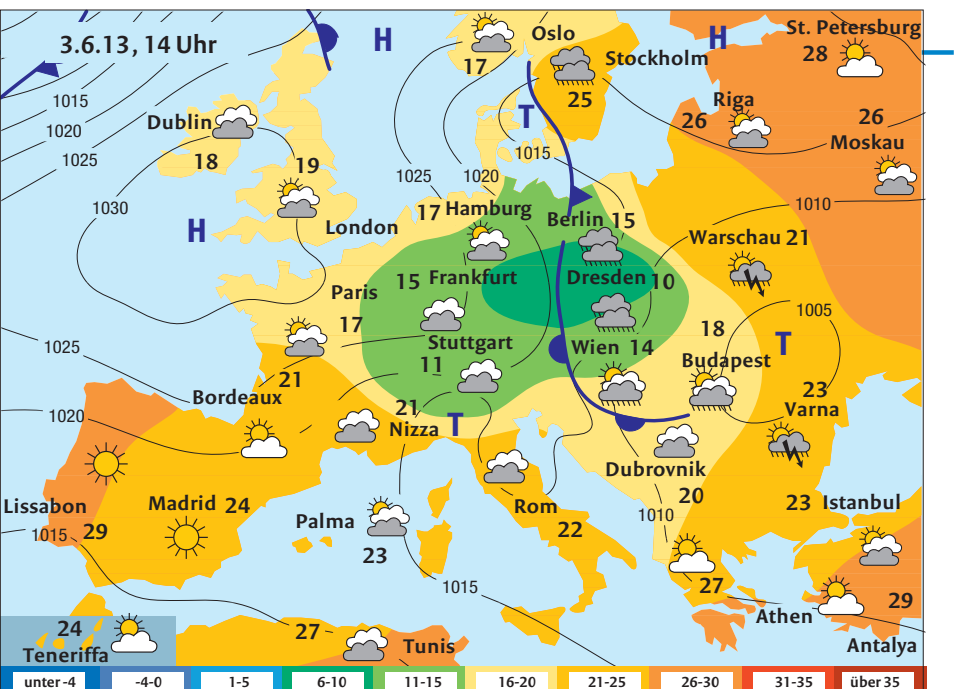 3.6.13, 14 Uhr
H
H
Oslo
17
Stockholm
25
St. Petersburg
28
Riga
26
26
Moskau
T
1015
1020
1025
1030
Dublin
18
19
London
H
1025
1020
1015
17 Hamburg
Berlin 15
1010
Warschau 21
15 Frankfurt
Dresden 10
Paris
17
Stuttgart
11
Wien 14
18
Budapest
1005
T
1025
21
Bordeaux
1020
21
Nizza
T
23
Varna
Lissabon
29
1015
Madrid 24
Palma
23
Rom
22
Dubrovnik
20
1010
23 Istanbul
1015
27
Athen
29
Antalya
24
Teneriffa
27
Tunis
unter -4 -4-0 1-5 6-10 11-15 16-20 21-25 26-30 31-35 über 35